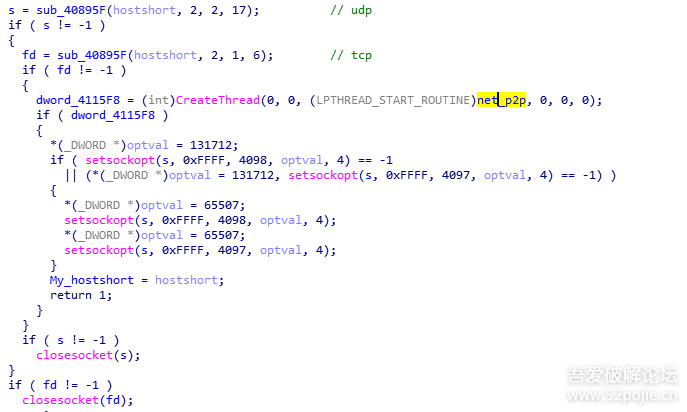 s = sub_40895F(hostshort, 2, 2, 17);          // udp
if ( s != -1 )
{
  fd = sub_40895F(hostshort, 2, 1, 6);        // tcp
  if ( fd != -1 )
  {
    dword_4115F8 = (int)CreateThread(0, 0, (LPTHREAD_START_ROUTINE)net_p2p, 0, 0, 0);
    if ( dword_4115F8 )
    {
      *(_DWORD *)optval = 131712;
      if ( setsockopt(s, 0xFFFF, 4098, optval, 4) == -1
        || (*(_DWORD *)optval = 131712, setsockopt(s, 0xFFFF, 4097, optval, 4) == -1) )
      {
        *(_DWORD *)optval = 65507;
        setsockopt(s, 0xFFFF, 4098, optval, 4);
        *(_DWORD *)optval = 65507;
        setsockopt(s, 0xFFFF, 4097, optval, 4);
      }
      My_hostshort = hostshort;
      return 1;
    }
  }
  if ( s != -1 )
    closesocket(s);
}
if ( fd != -1 )
  closesocket(fd);
吾爱破解论坛
www.52pojie.cn